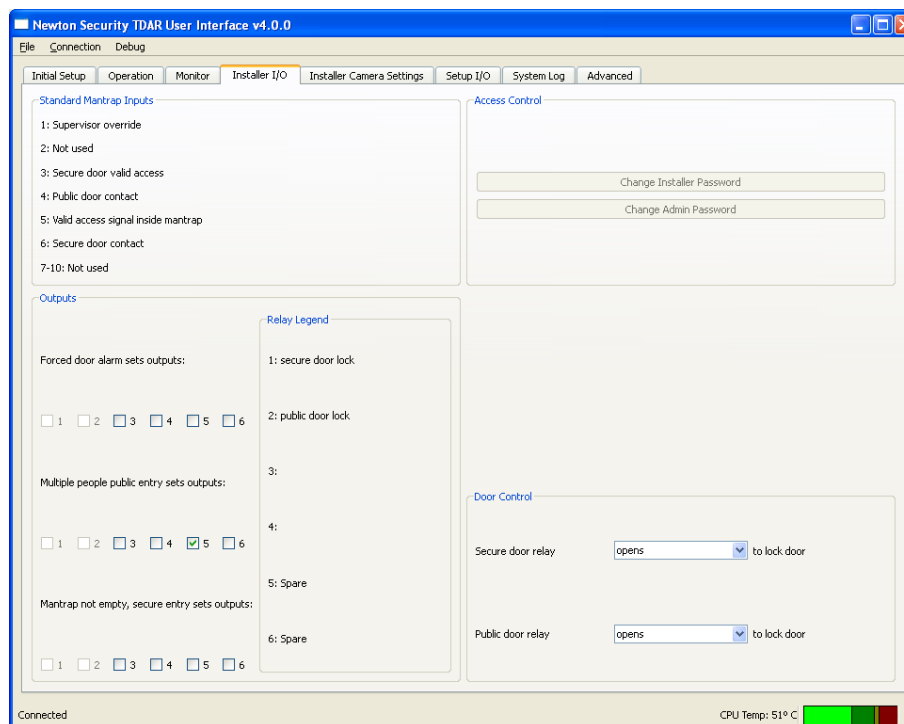 Newton Security TDAR User Interface v4.0.0
File Connection Debug
Initial Setup Operation Monitor Installer I/O Installer Camera Settings Setup I/O System Log Advanced
Standard Mantrap Inputs
1: Supervisor override
2: Not used
3: Secure door valid access
4: Public door contact
5: Valid access signal inside mantrap
6: Secure door contact
7-10: Not used
Access Control
Change Installer Password
Change Admin Password
Outputs
Forced door alarm sets outputs:
1 2 3 4 5 6
Multiple people public entry sets outputs:
1 2 3 4 5 6
Mantrap not empty, secure entry sets outputs:
1 2 3 4 5 6
Relay Legend
1: secure door lock
2: public door lock
3:
4:
5: Spare
6: Spare
Door Control
Secure door relay opens to lock door
Public door relay opens to lock door
Connected
CPU Temp: 51º C